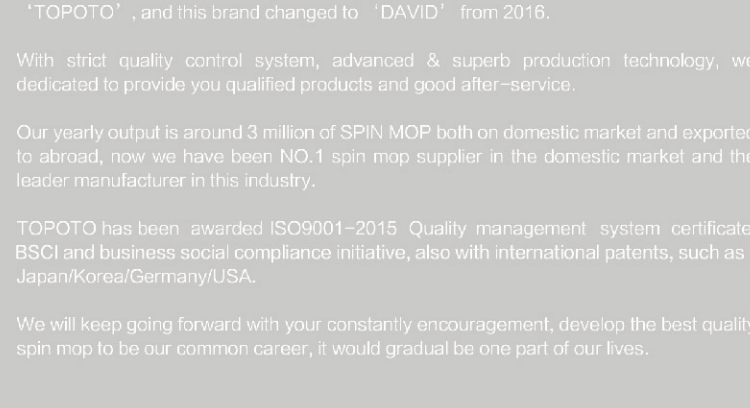 ‘TOPOTO’, and this brand changed to ‘DAVID’ from 2016.
With strict quality control system, advanced & superb production technology, we
dedicated to provide you qualified products and good after-service.
Our yearly output is around 3 million of SPIN MOP both on domestic market and exported
to abroad, now we have been NO.1 spin mop supplier in the domestic market and the
leader manufacturer in this industry.
TOPOTO has been awarded ISO9001-2015 Quality management system certificate
BSCI and business social compliance initiative, also with international patents, such as
Japan/Korea/Germany/USA.
We will keep going forward with your constantly encouragement, develop the best quality
spin mop to be our common career, it would gradual be one part of our lives.